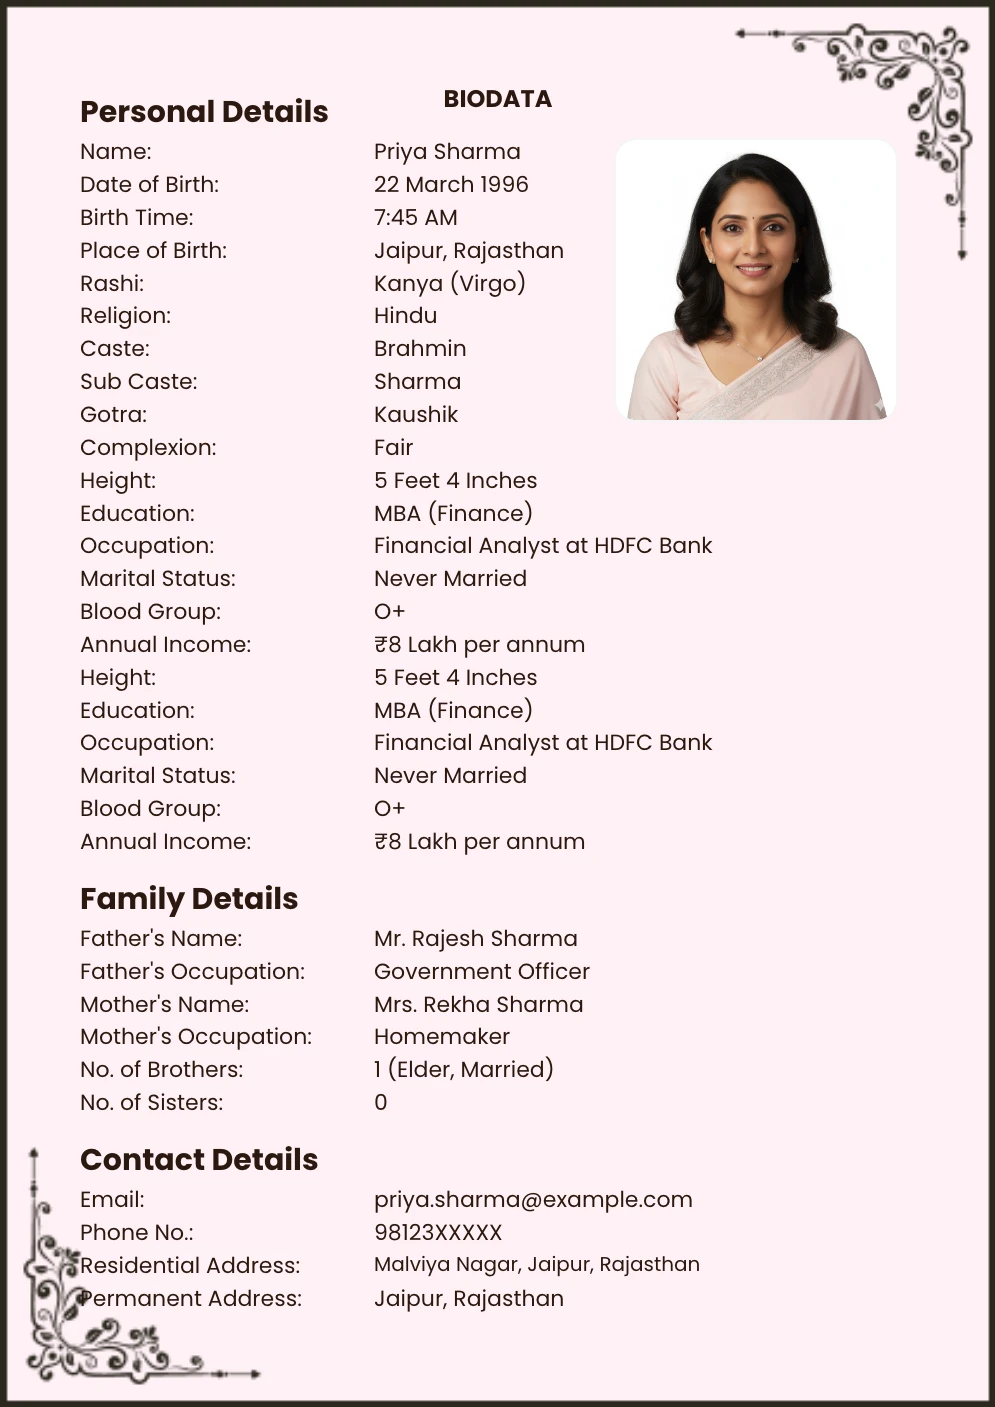 BIODATA
Personal Details
Name: Priya Sharma
Date of Birth: 22 March 1996
Birth Time: 7:45 AM
Place of Birth: Jaipur, Rajasthan
Rashi: Kanya (Virgo)
Religion: Hindu
Caste: Brahmin
Sub Caste: Sharma
Gotra: Kaushik
Complexion: Fair
Height: 5 Feet 4 Inches
Education: MBA (Finance)
Occupation: Financial Analyst at HDFC Bank
Marital Status: Never Married
Blood Group: O+
Annual Income: ₹8 Lakh per annum
Height: 5 Feet 4 Inches
Education: MBA (Finance)
Occupation: Financial Analyst at HDFC Bank
Marital Status: Never Married
Blood Group: O+
Annual Income: ₹8 Lakh per annum
Family Details
Father's Name: Mr. Rajesh Sharma
Father's Occupation: Government Officer
Mother's Name: Mrs. Rekha Sharma
Mother's Occupation: Homemaker
No. of Brothers: 1 (Elder, Married)
No. of Sisters: 0
Contact Details
Email: priya.sharma@example.com
Phone No.: 98123XXXXX
Residential Address: Malviya Nagar, Jaipur, Rajasthan
Permanent Address: Jaipur, Rajasthan